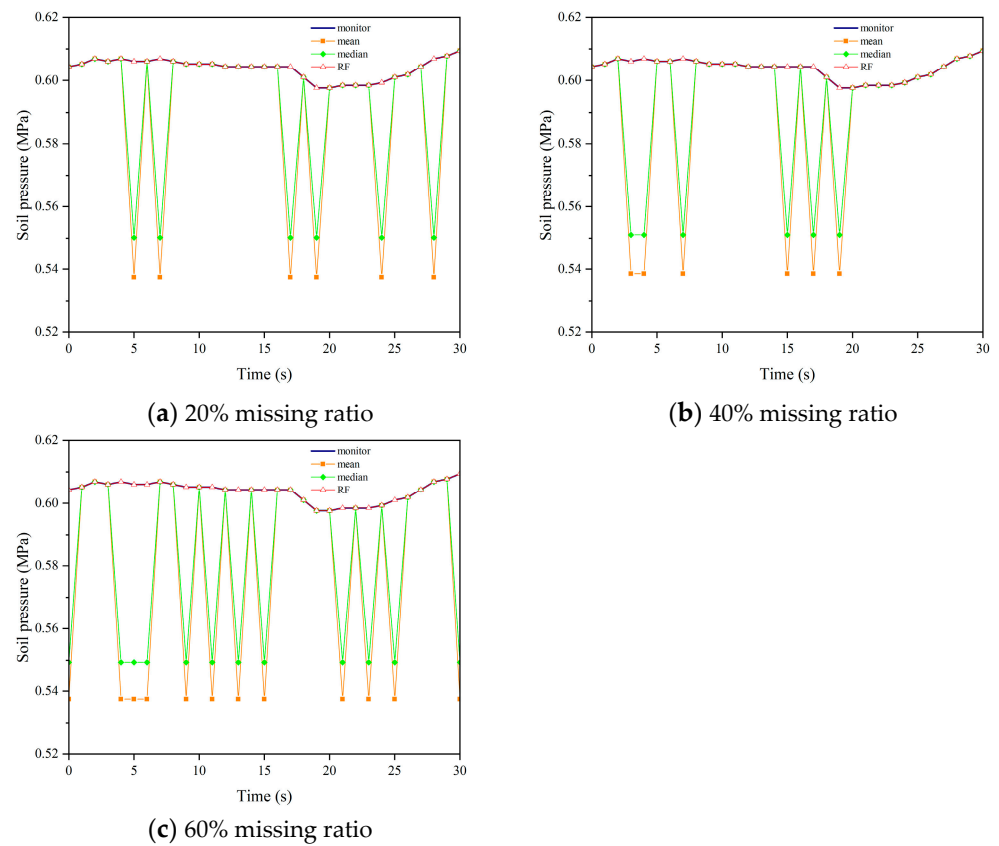 0.62
0.60
0.58
0.56
0.54
0.52
Soil pressure (MPa)
monitor
mean
median
RF
0 5 10 15 20 25 30
Time (s)
(a) 20% missing ratio
0.62
0.60
0.58
0.56
0.54
0.52
Soil pressure (MPa)
monitor
mean
median
RF
0 5 10 15 20 25 30
Time (s)
(b) 40% missing ratio
0.62
0.60
0.58
0.56
0.54
0.52
Soil pressure (MPa)
monitor
mean
median
RF
0 5 10 15 20 25 30
Time (s)
(c) 60% missing ratio